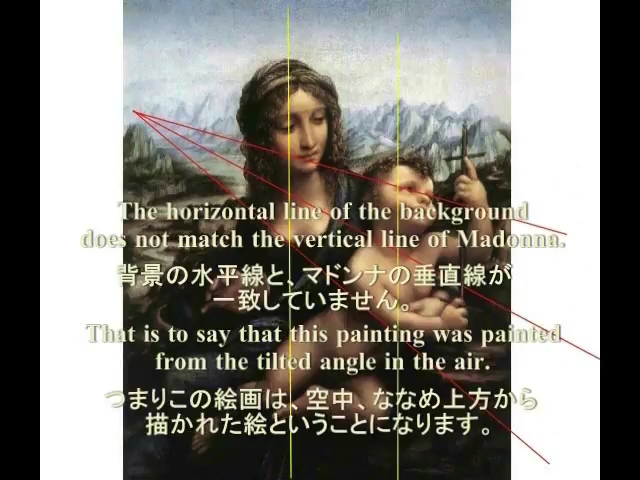 The horizontal line of the background
does not match the vertical line of Madonna.
背景の水平線と、マドンナの垂直線が
一致していません。
That is to say that this painting was painted
from the tilted angle in the air.
つまりこの絵画は、空中、ななめ上方から
描かれた絵ということになります。